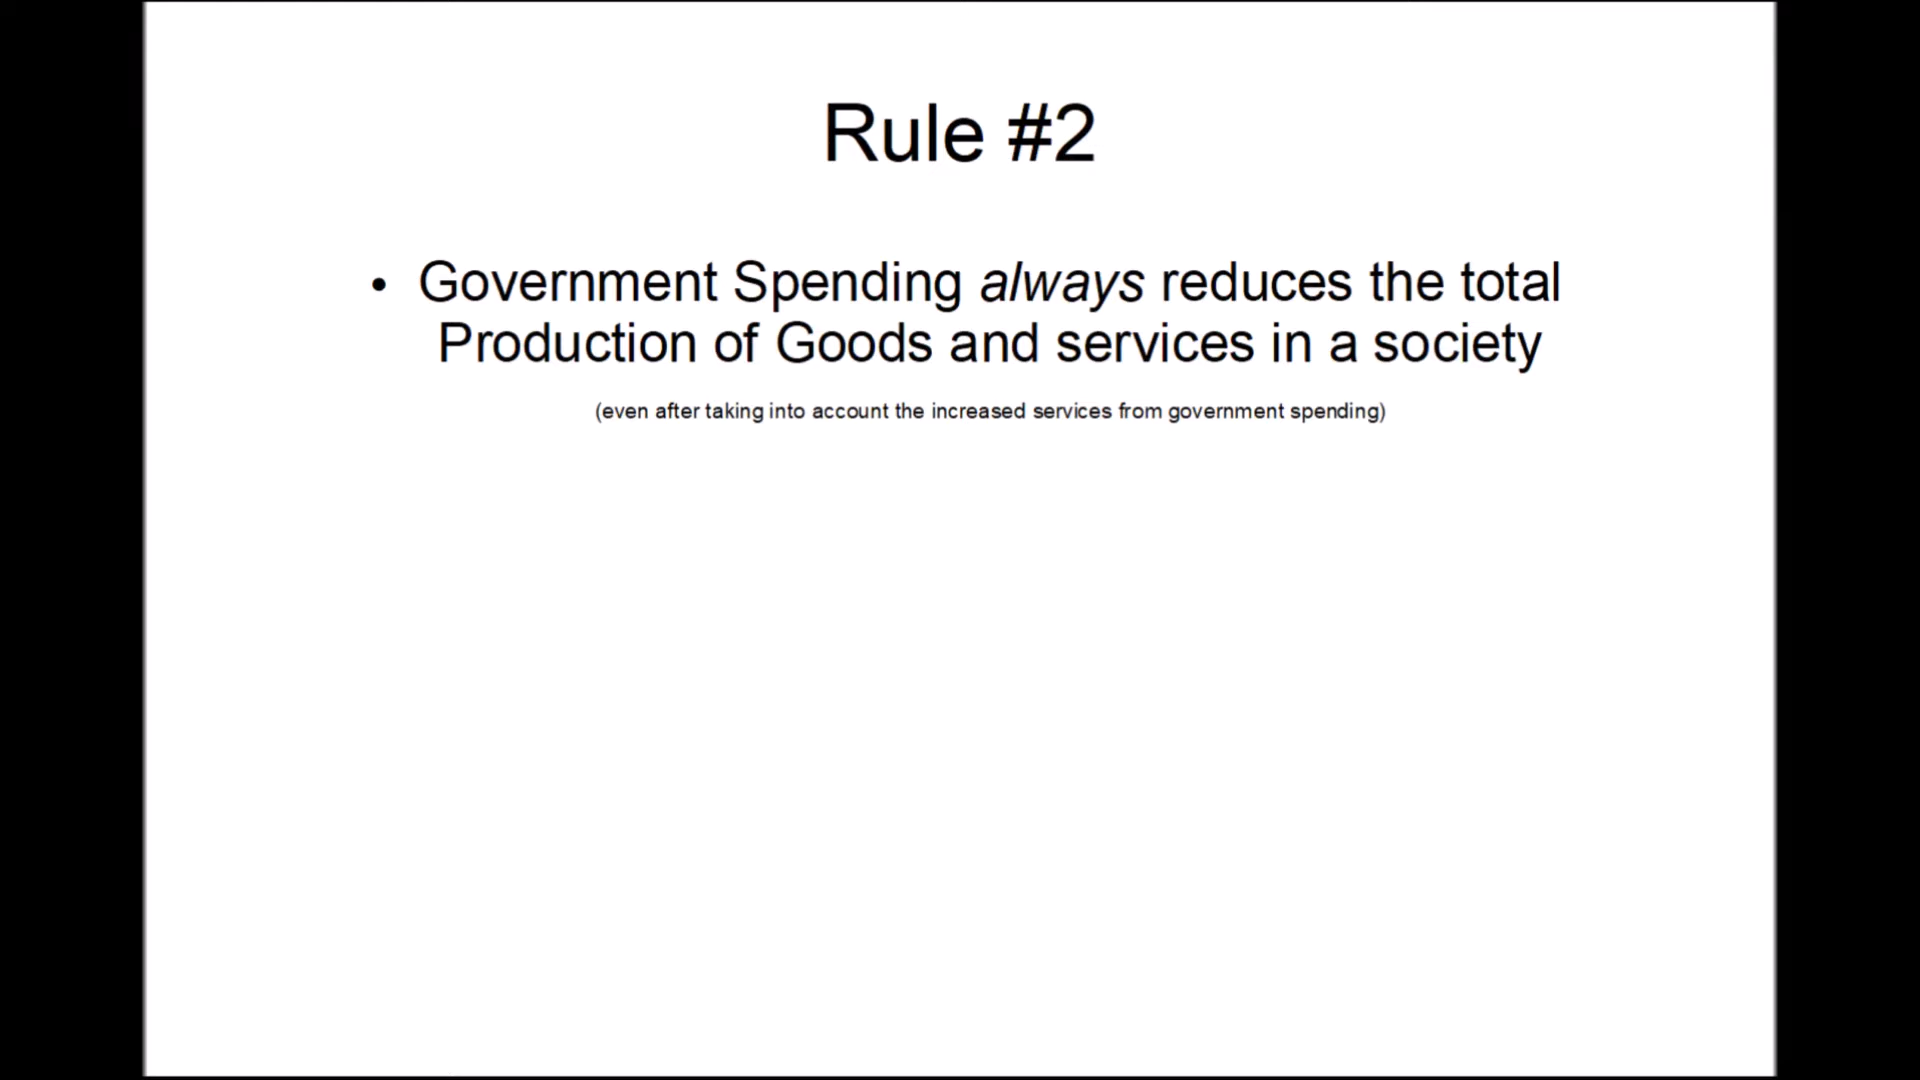 Rule #2
• Government Spending always reduces the total
Production of Goods and services in a society
(even after taking into account the increased services from government spending)